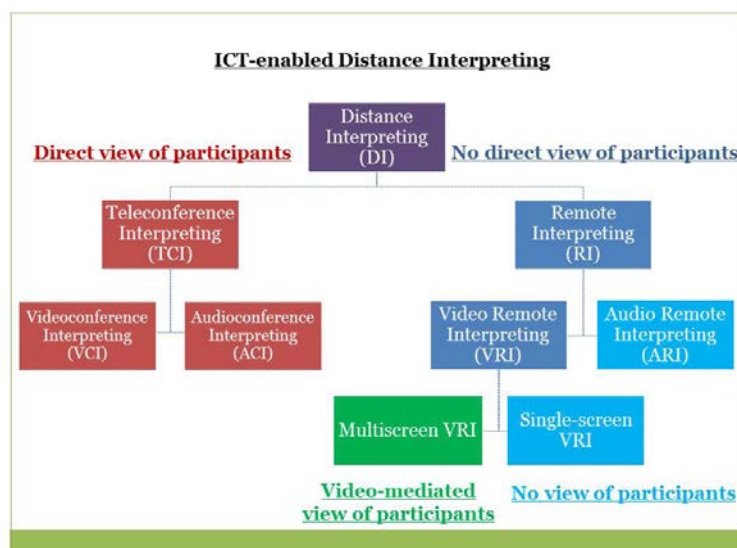 ICT-enabled Distance Interpreting
Distance
Interpreting
(DI)
Direct view of participants
No direct view of participants
Teleconference
Interpreting
(TCI)
Remote
Interpreting
(RI)
Videoconference
Interpreting
(VCI)
Audioconference
Interpreting
(ACI)
Video Remote
Interpreting
(VRI)
Audio Remote
Interpreting
(ARI)
Multiscreen VRI
Single-screen
VRI
Video-mediated
view of participants
No view of participants